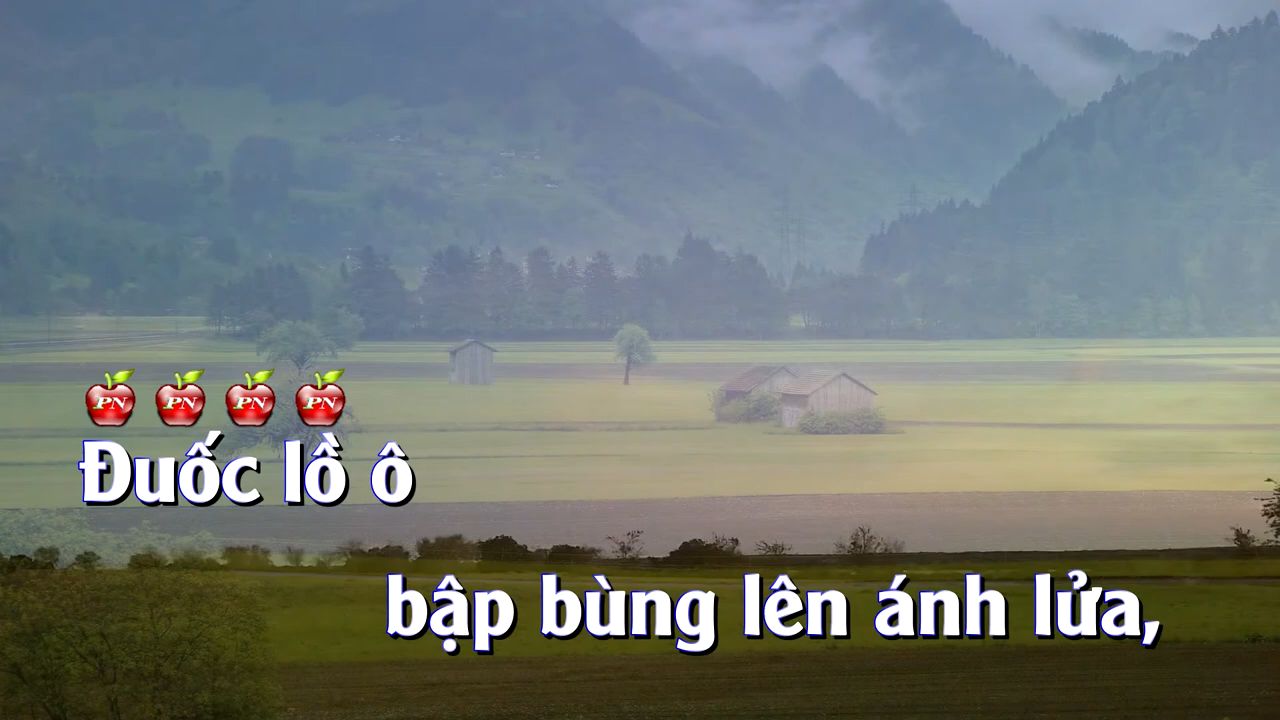 PN PN PN PN
Đuốc lồ ô
bập bùng lên ánh lửa,